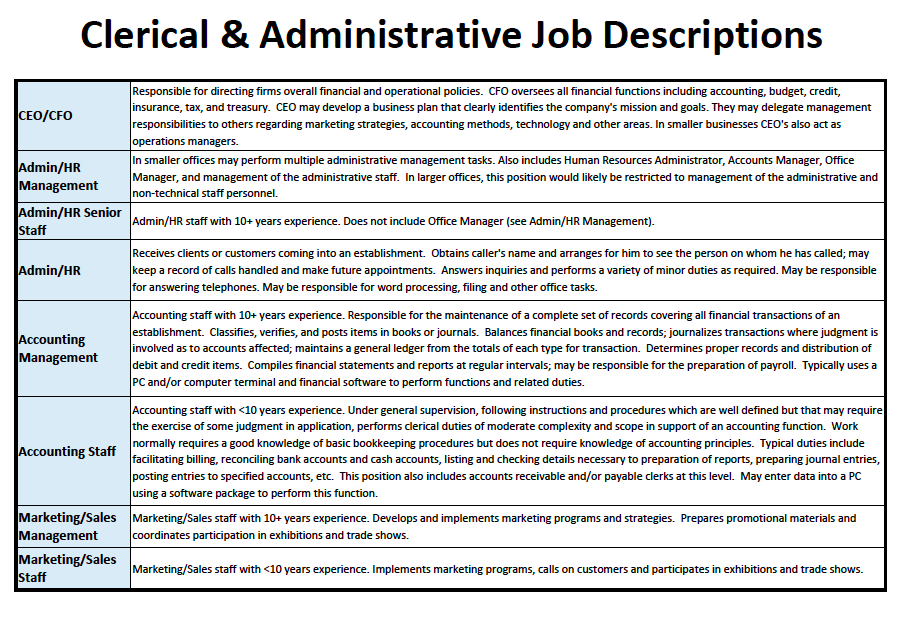 Clerical & Administrative Job Descriptions
CEO/CFO
Responsible for directing firms overall financial and operational policies.  CFO oversees all financial functions including accounting, budget, credit,
insurance, tax, and treasury.  CEO may develop a business plan that clearly identifies the company's mission and goals. They may delegate management
responsibilities to others regarding marketing strategies, accounting methods, technology and other areas. In smaller businesses CEO's also act as
operations managers.
Admin/HR
Management
In smaller offices may perform multiple administrative management tasks. Also includes Human Resources Administrator, Accounts Manager, Office
Manager, and management of the administrative staff.  In larger offices, this position would likely be restricted to management of the administrative and
non-technical staff personnel.
Admin/HR Senior
Staff
Admin/HR staff with 10+ years experience. Does not include Office Manager (see Admin/HR Management).
Admin/HR
Receives clients or customers coming into an establishment.  Obtains caller's name and arranges for him to see the person on whom he has called; may
keep a record of calls handled and make future appointments.  Answers inquiries and performs a variety of minor duties as required. May be responsible
for answering telephones. May be responsible for word processing, filing and other office tasks.
Accounting
Management
Accounting staff with 10+ years experience. Responsible for the maintenance of a complete set of records covering all financial transactions of an
establishment.  Classifies, verifies, and posts items in books or journals.  Balances financial books and records; journalizes transactions where judgment is
involved as to accounts affected; maintains a general ledger from the totals of each type for transaction.  Determines proper records and distribution of
debit and credit items.  Compiles financial statements and reports at regular intervals; may be responsible for the preparation of payroll.  Typically uses a
PC and/or computer terminal and financial software to perform functions and related duties.
Accounting Staff
Accounting staff with <10 years experience. Under general supervision, following instructions and procedures which are well defined but that may require
the exercise of some judgment in application, performs clerical duties of moderate complexity and scope in support of an accounting function.  Work
normally requires a good knowledge of basic bookkeeping procedures but does not require knowledge of accounting principles.  Typical duties include
facilitating billing, reconciling bank accounts and cash accounts, listing and checking details necessary to preparation of reports, preparing journal entries,
posting entries to specified accounts, etc.  This position also includes accounts receivable and/or payable clerks at this level.  May enter data into a PC
using a software package to perform this function.
Marketing/Sales
Management
Marketing/Sales staff with 10+ years experience. Develops and implements marketing programs and strategies.  Prepares promotional materials and
coordinates participation in exhibitions and trade shows.
Marketing/Sales
Staff
Marketing/Sales staff with <10 years experience. Implements marketing programs, calls on customers and participates in exhibitions and trade shows.